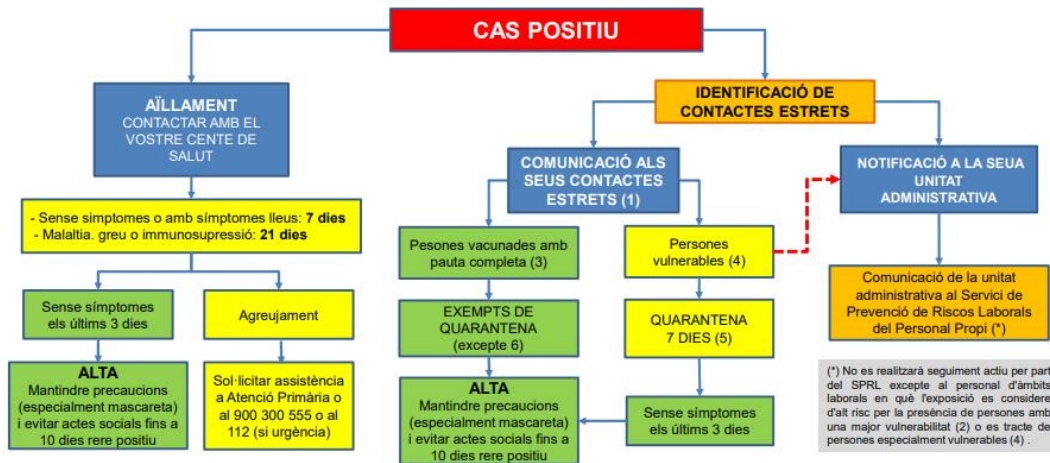 CAS POSITIU
AÏLLAMENT
CONTACTAR AMB EL
VOSTRE CENTE DE
SALUT
- Sense simptomes o amb símptomes lleus: 7 dies
- Malaltia. greu o immunosupressió: 21 dies
Sense símptomes
els últims 3 dies
Agreujament
ALTA
Mantindre precaucions
(especialment mascareta)
i evitar actes socials fins a
10 dies rere positiu
Sol·licitar assistència
a Atenció Primària o
al 900 300 555 o al
112 (si urgència)
IDENTIFICACIÓ DE
CONTACTES ESTRETS
COMUNICACIÓ ALS
SEUS CONTACTES
ESTRETS (1)
Pesones vacunades amb
pauta completa (3)
EXEMPTS DE
QUARANTENA
(excepte 6)
ALTA
Mantindre precaucions
(especialment mascareta)
i evitar actes socials fins a
10 dies rere positiu
Persones
vulnerables (4)
QUARANTENA
7 DIES (5)
Sense símptomes
els últims 3 dies
NOTIFICACIÓ A LA SEUA
UNITAT
ADMINISTRATIVA
Comunicació de la unitat
administrativa al Servici de
Prevenció de Riscos Laborals
del Personal Propi (*)
(*) No es realitzarà seguiment actiu per part
del SPRL excepte al personal d'àmbits
laborals en què l'exposició es considere
d'alt risc per la presència de persones amb
una major vulnerabilitat (2) o es tracte de
persones especialment vulnerables (4) .